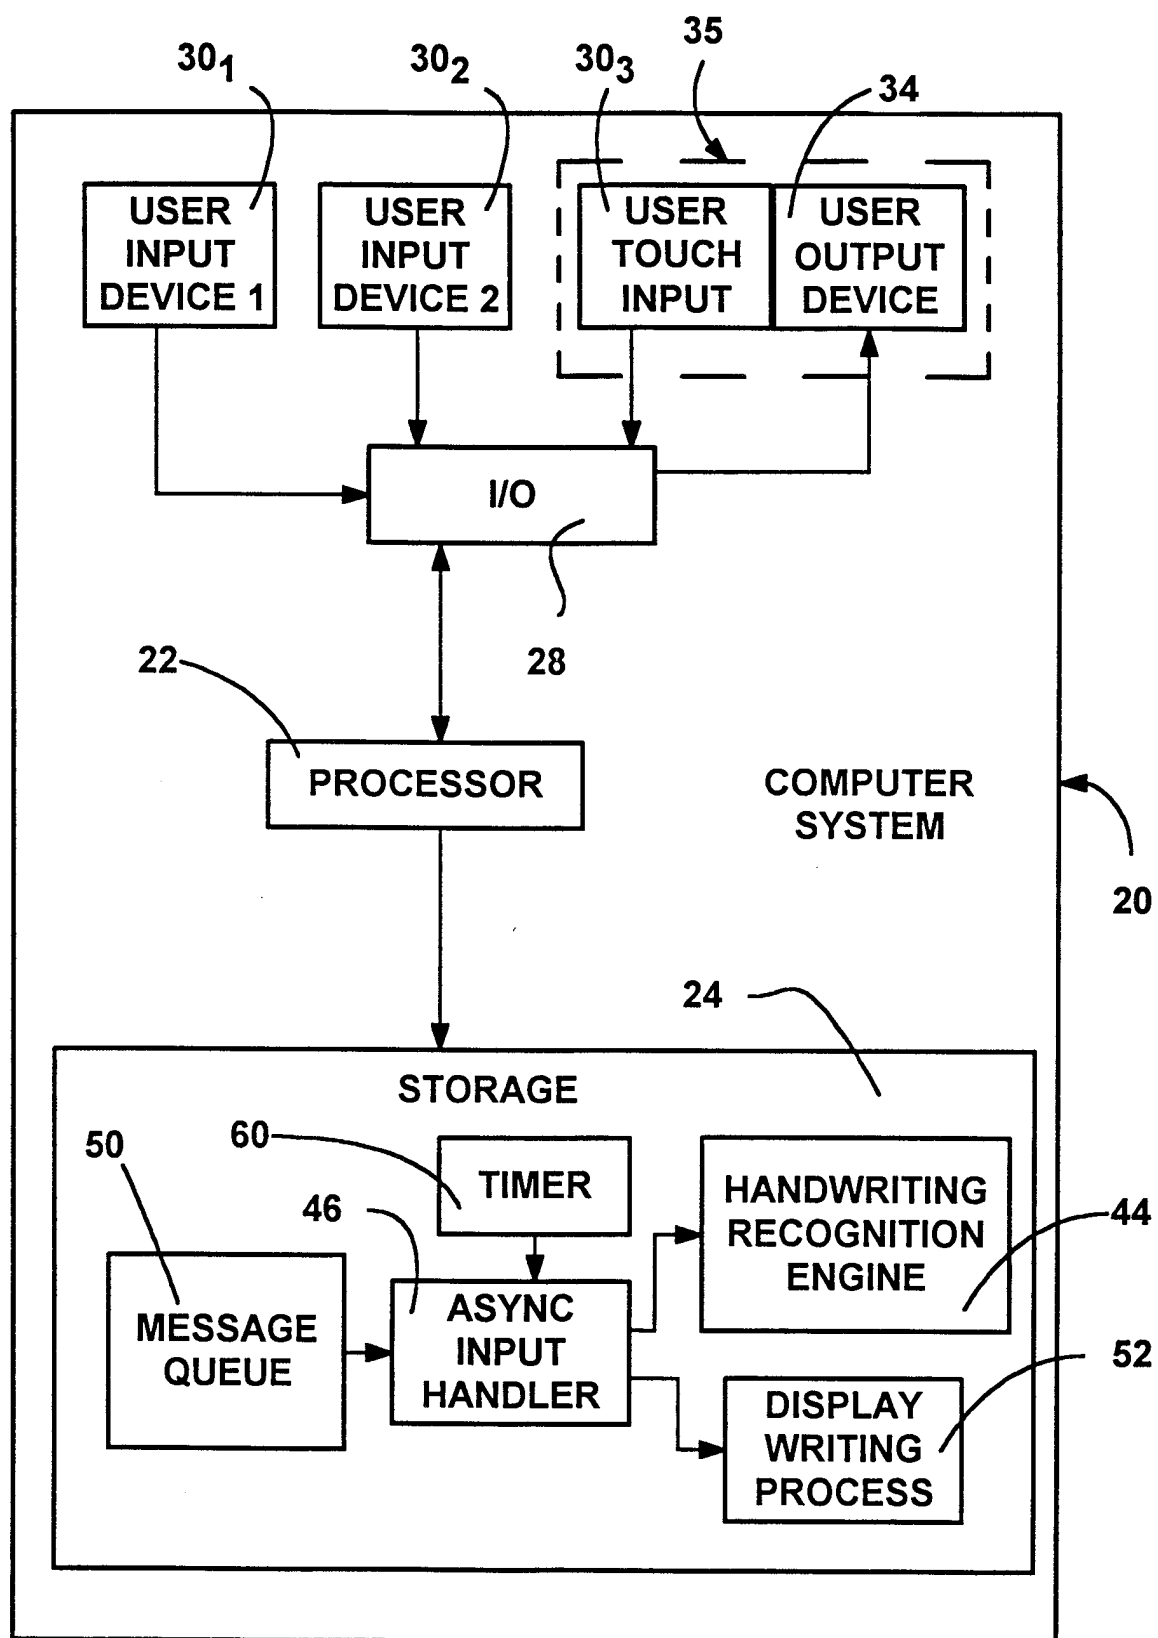 35
30₁
30₂
30₃
34
USER
INPUT
DEVICE 1
USER
INPUT
DEVICE 2
USER
TOUCH
INPUT
USER
OUTPUT
DEVICE
I/O
28
22
PROCESSOR
COMPUTER
SYSTEM
20
24
STORAGE
50
60
TIMER
46
HANDWRITING
RECOGNITION
ENGINE
44
MESSAGE
QUEUE
ASYNC
INPUT
HANDLER
52
DISPLAY
WRITING
PROCESS